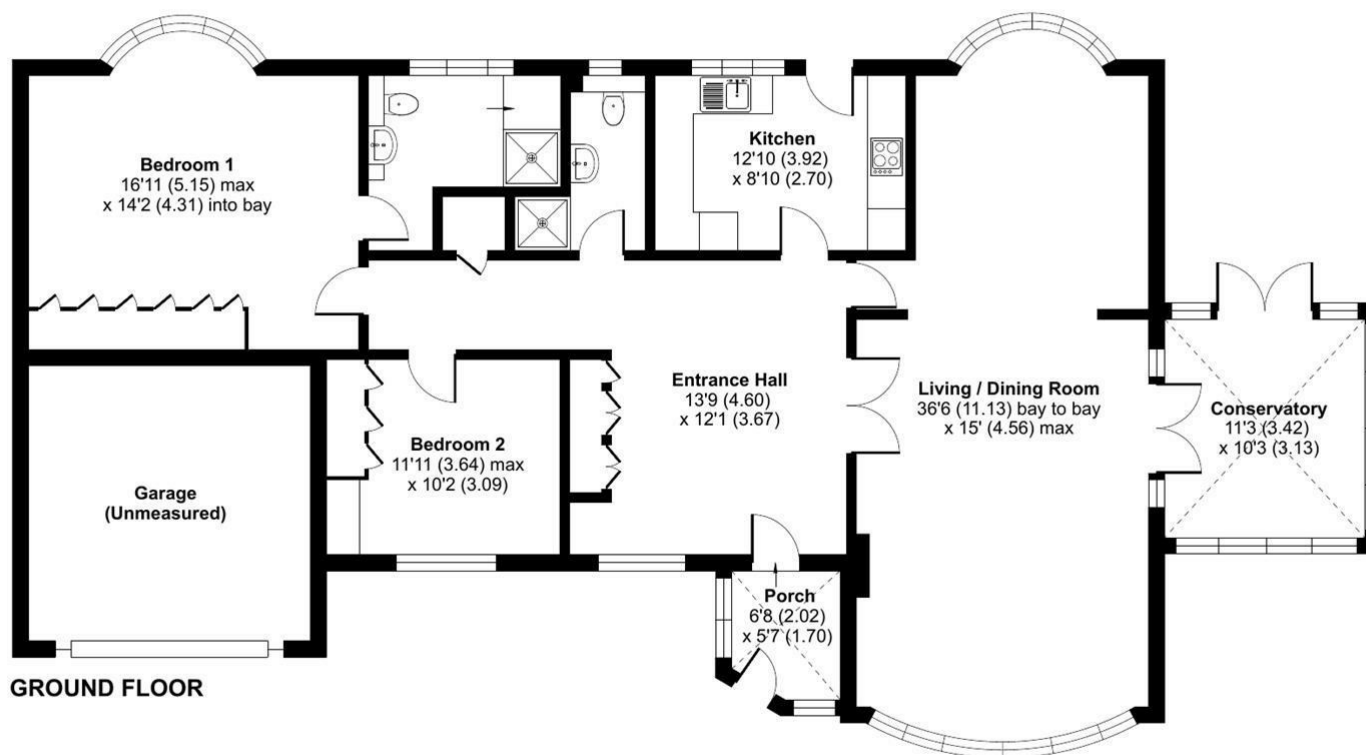 Bedroom 1
16'11 (5.15) max
x 14'2 (4.31) into bay
Kitchen
12'10 (3.92)
x 8'10 (2.70)
Entrance Hall
13'9 (4.60)
x 12'1 (3.67)
Living / Dining Room
36'6 (11.13) bay to bay
x 15' (4.56) max
Conservatory
11'3 (3.42)
x 10'3 (3.13)
Bedroom 2
11'11 (3.64) max
x 10'2 (3.09)
Garage
(Unmeasured)
Porch
6'8 (2.02)
x 5'7 (1.70)
GROUND FLOOR